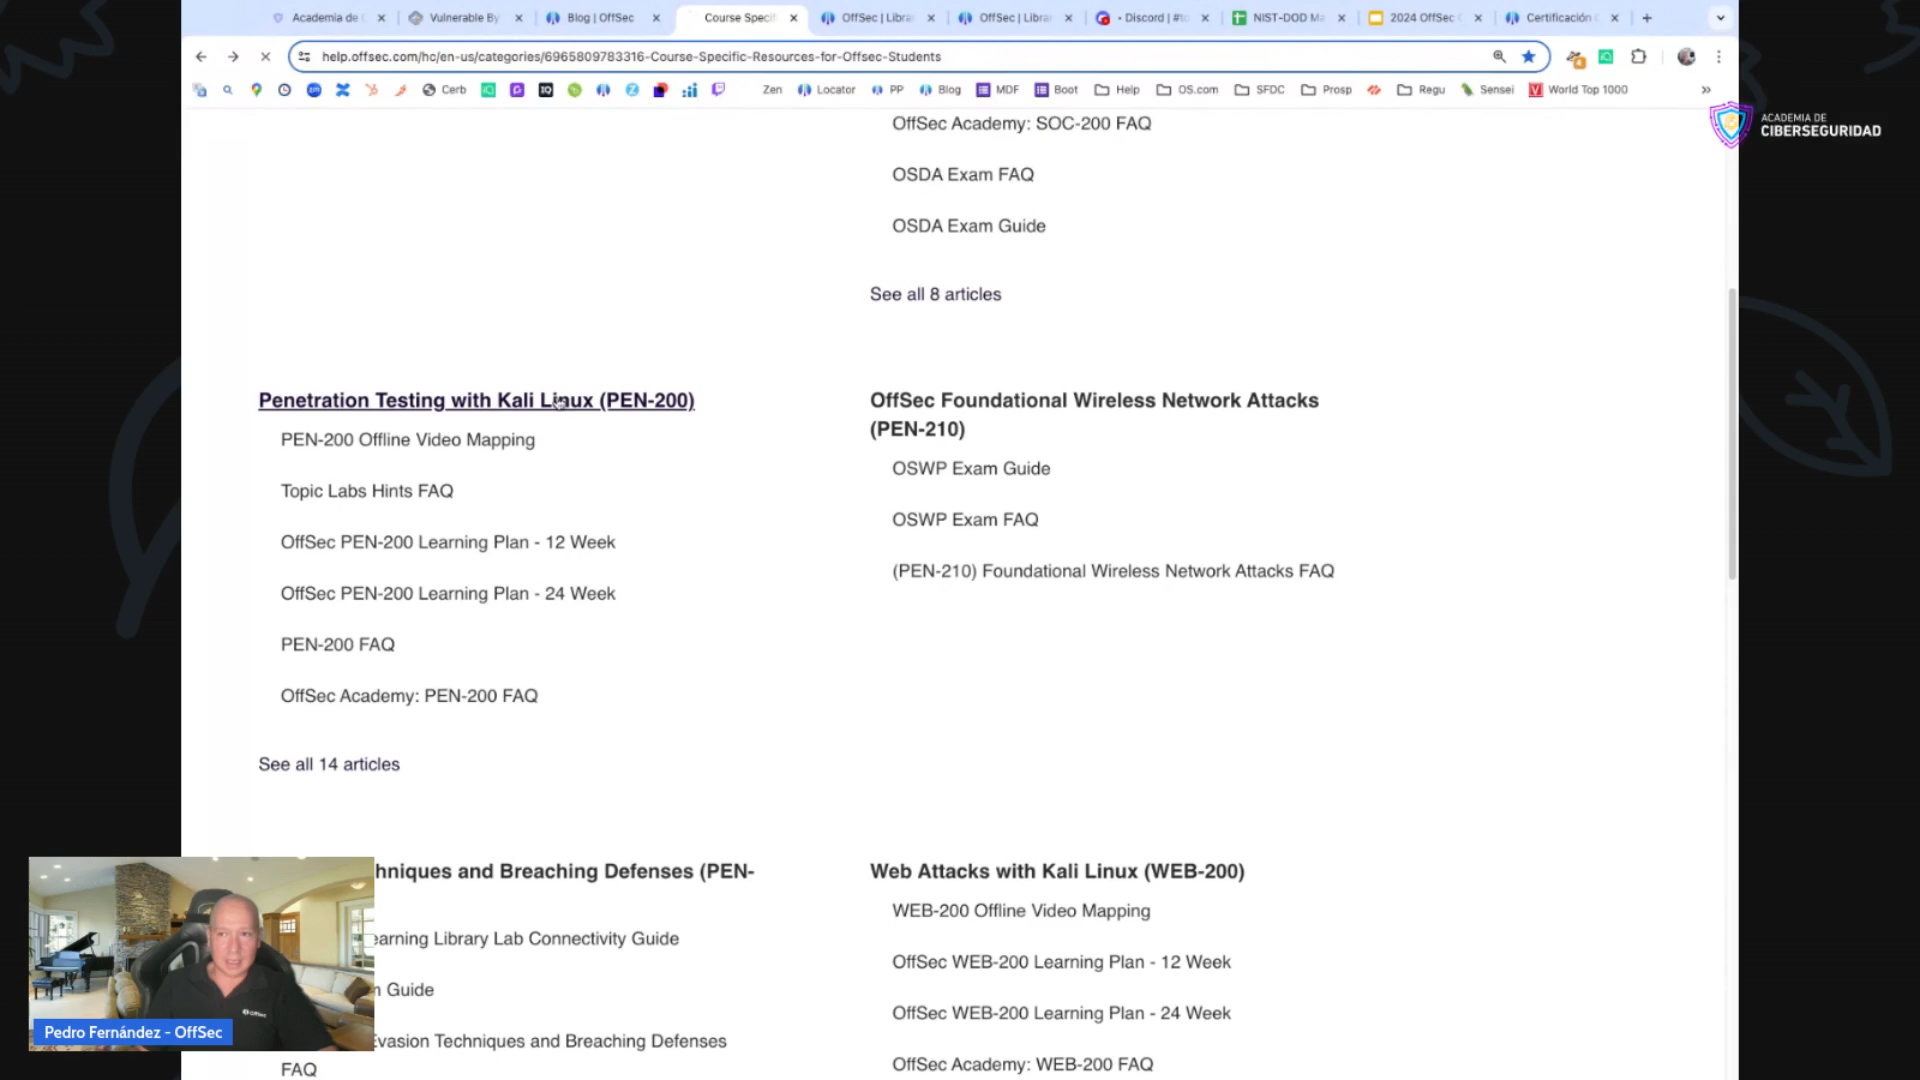 Academia de C
Vulnerable By
Blog | OffSec
Course Specif
OffSec | Libra
OffSec | Libra
• Discord | #to
NIST-DOD Ma
2024 OffSec
Certificación
help.offsec.com/hc/en-us/categories/6965809783316-Course-Specific-Resources-for-Offsec-Students
Cerb
Zen
Locator
PP
Blog
MDF
Boot
Help
OS.com
SFDC
Prosp
Regu
Sensei
World Top 1000
ACADEMIA DE
CIBERSEGURIDAD
OffSec Academy: SOC-200 FAQ
OSDA Exam FAQ
OSDA Exam Guide
See all 8 articles
Penetration Testing with Kali Linux (PEN-200)
PEN-200 Offline Video Mapping
Topic Labs Hints FAQ
OffSec PEN-200 Learning Plan - 12 Week
OffSec PEN-200 Learning Plan - 24 Week
PEN-200 FAQ
OffSec Academy: PEN-200 FAQ
See all 14 articles
OffSec Foundational Wireless Network Attacks
(PEN-210)
OSWP Exam Guide
OSWP Exam FAQ
(PEN-210) Foundational Wireless Network Attacks FAQ
hniques and Breaching Defenses (PEN-
earning Library Lab Connectivity Guide
Guide
Evasion Techniques and Breaching Defenses
FAQ
Web Attacks with Kali Linux (WEB-200)
WEB-200 Offline Video Mapping
OffSec WEB-200 Learning Plan - 12 Week
OffSec WEB-200 Learning Plan - 24 Week
OffSec Academy: WEB-200 FAQ
OffSec
Pedro Fernández - OffSec